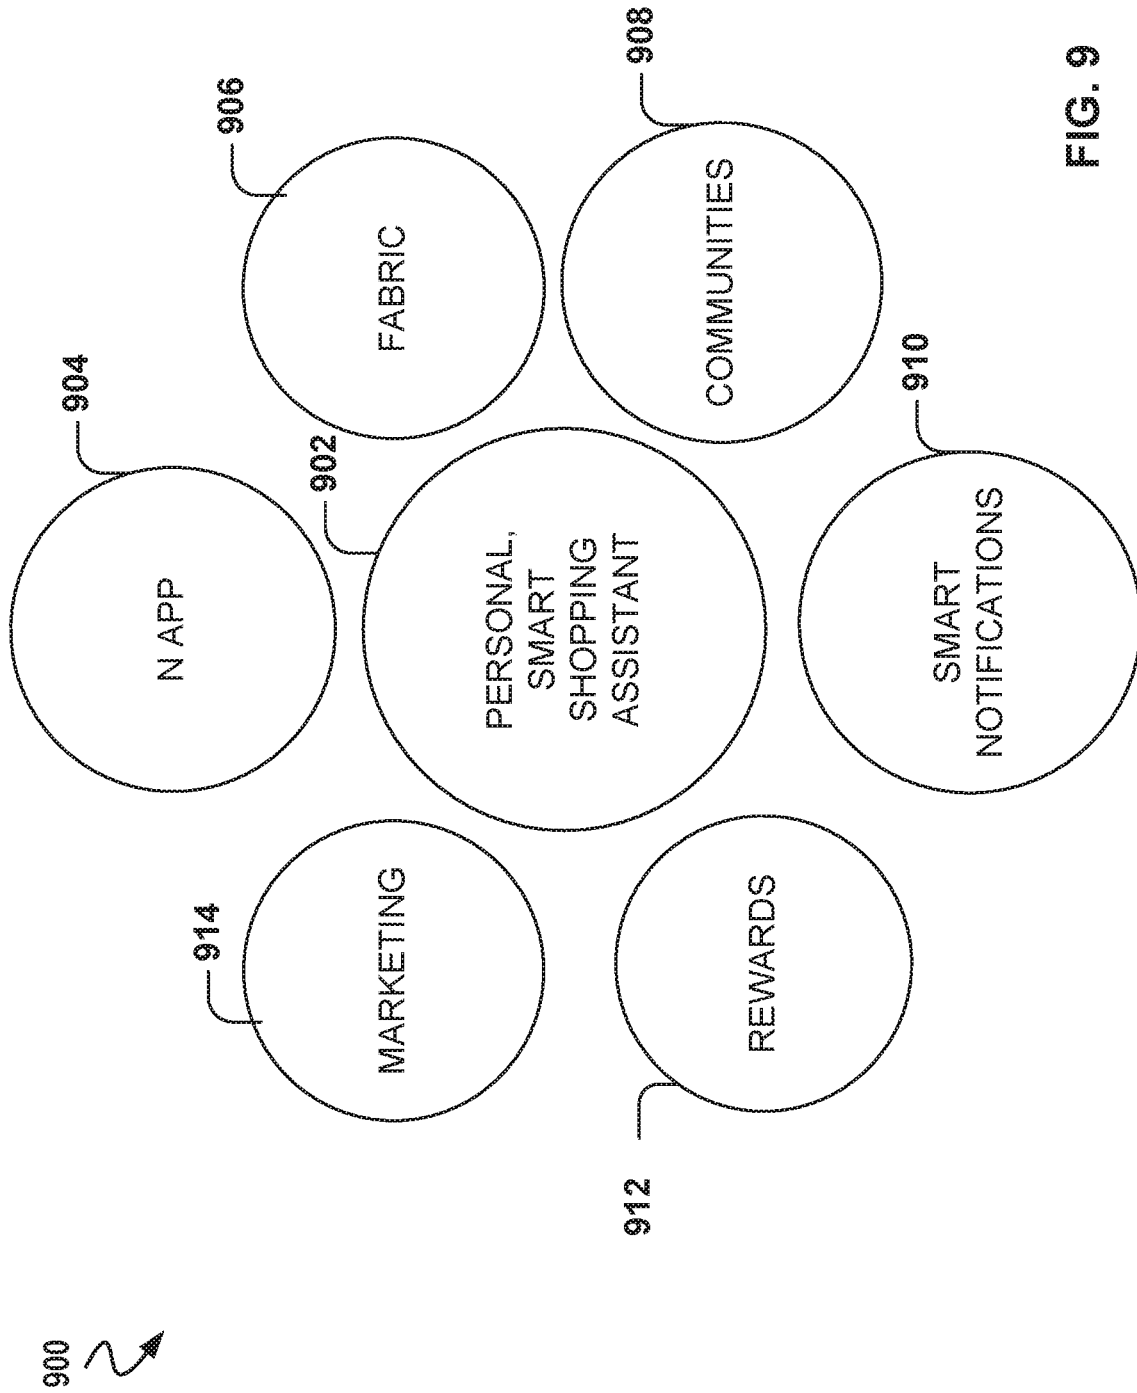 900
904
N APP
906
FABRIC
902
PERSONAL,
SMART
SHOPPING
ASSISTANT
914
MARKETING
908
COMMUNITIES
912
REWARDS
910
SMART
NOTIFICATIONS
FIG. 9